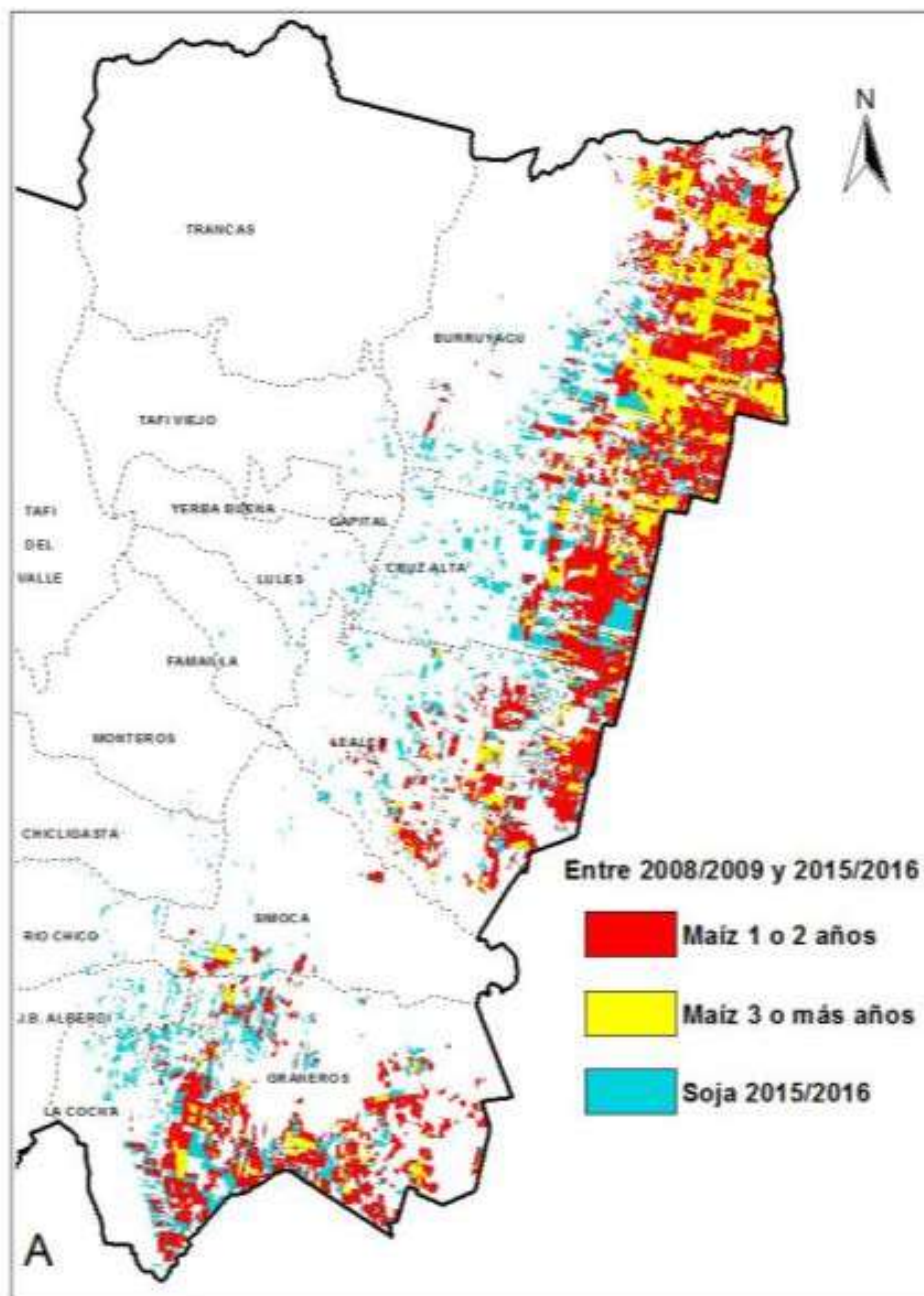 N
TRANCAS
BURRUYACU
TAFI VIEJO
TAFI
DEL
VALLE
YERBA BUENA
CAPITAL
CRUZ ALTA
LULES
FAMAILLA
LEALES
MONTEROS
CHICLIGASTA
SIMOCA
RIO CHICO
J.B. ALBERDI
GRANEROS
LA COCHA
Entre 2008/2009 y 2015/2016
Maíz 1 o 2 años
Maíz 3 o más años
Soja 2015/2016
A